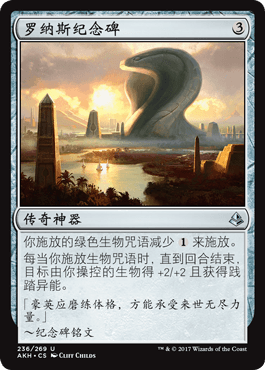 罗纳斯纪念碑 3
传奇神器
你施放的绿色生物咒语减少 1 来施放。
每当你施放生物咒语时，直到回合结束，
目标由你操控的生物得 +2/+2 且获得践
踏异能。
「豪英应磨练体格，方能承受来世无尽力
量。」
～纪念碑铭文
236/269 U
AKH • CS CLIFF CHILDS
™ & © 2017 Wizards of the Coast